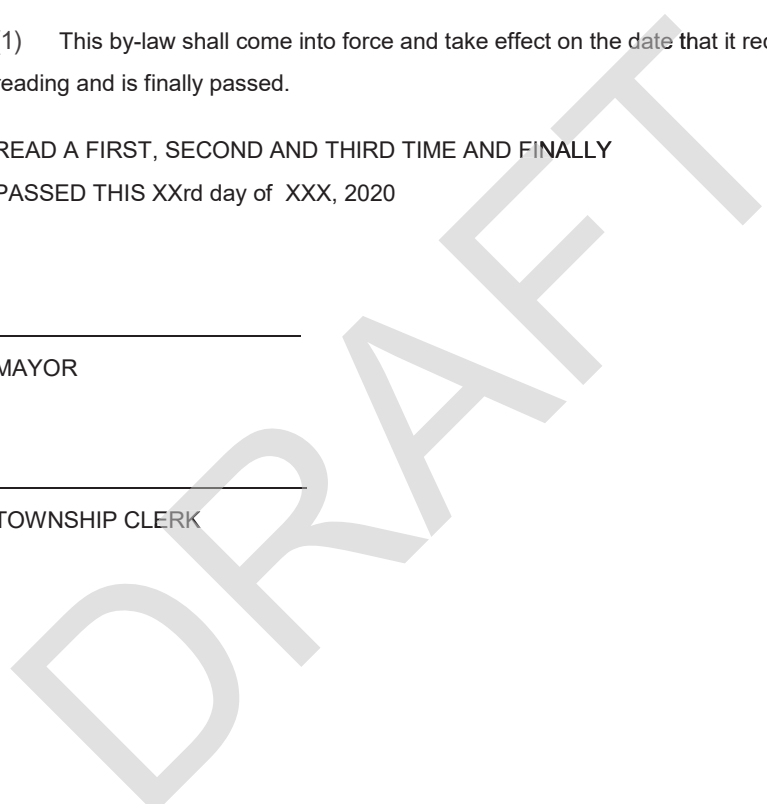 (1) This by-law shall come into force and take effect on the date that it
reading and is finally passed.
READ A FIRST, SECOND AND THIRD TIME AND FINALLY
PASSED THIS XXrd day of XXX, 2020
MAYOR
TOWNSHIP CLERK
DRAFT